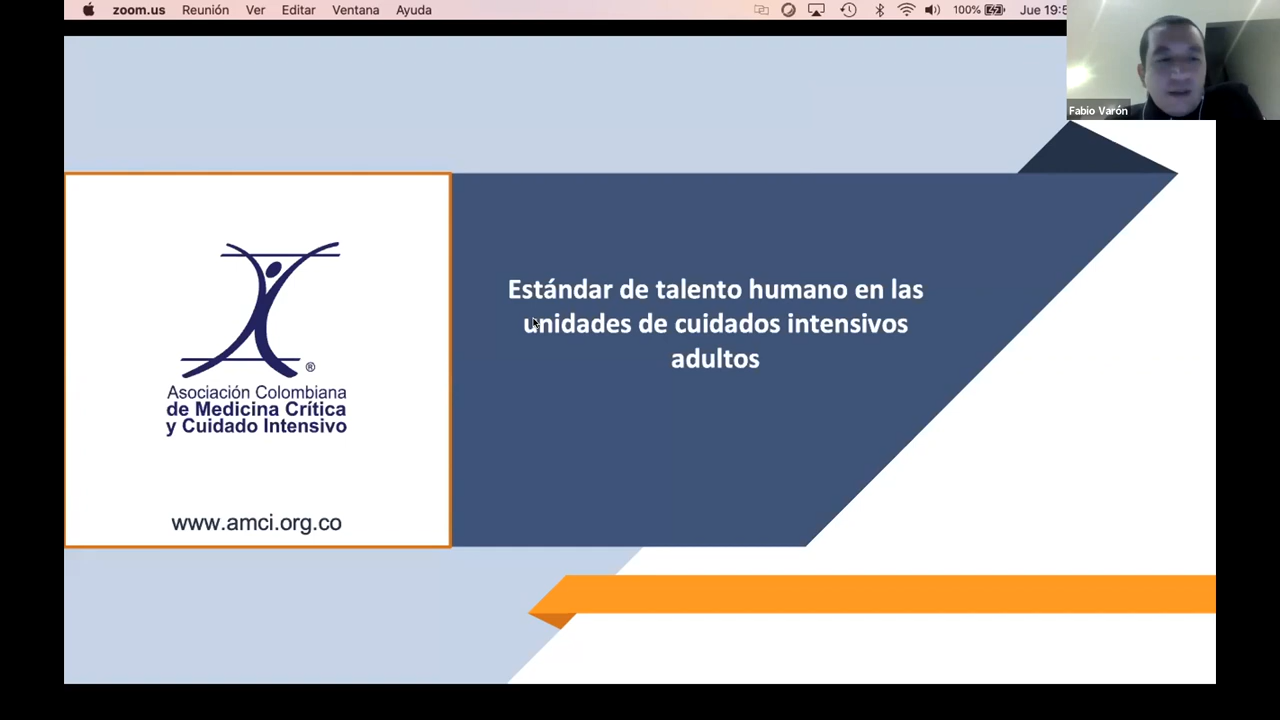 zoom.us Reunión Ver Editar Ventana Ayuda 100% Jue 19:5
Fabio Varón
Estándar de talento humano en las
unidades de cuidados intensivos
adultos
®
Asociación Colombiana
de Medicina Crítica
y Cuidado Intensivo
www.amci.org.co